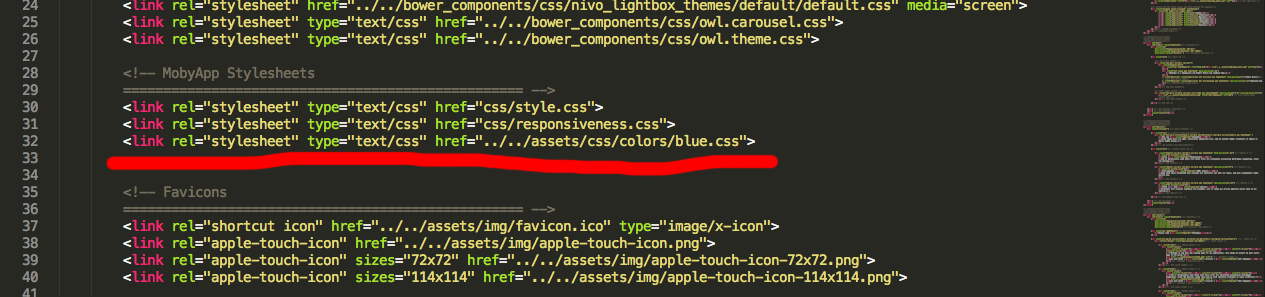 24 <link rel="stylesheet" href="../../bower_components/css/nivo_lightbox_themes/default/default.css" media="screen">
25 <link rel="stylesheet" type="text/css" href="../../bower_components/css/owl.carousel.css">
26 <link rel="stylesheet" type="text/css" href="../../bower_components/css/owl.theme.css">
27
28 <!-- MobyApp Stylesheets
29 ================================================== -->
30 <link rel="stylesheet" type="text/css" href="css/style.css">
31 <link rel="stylesheet" type="text/css" href="css/responsiveness.css">
32 <link rel="stylesheet" type="text/css" href="../../assets/css/colors/blue.css">
33
34
35 <!-- Favicons
36 ================================================== -->
37 <link rel="shortcut icon" href="../../assets/img/favicon.ico" type="image/x-icon">
38 <link rel="apple-touch-icon" href="../../assets/img/apple-touch-icon.png">
39 <link rel="apple-touch-icon" sizes="72x72" href="../../assets/img/apple-touch-icon-72x72.png">
40 <link rel="apple-touch-icon" sizes="114x114" href="../../assets/img/apple-touch-icon-114x114.png">
41